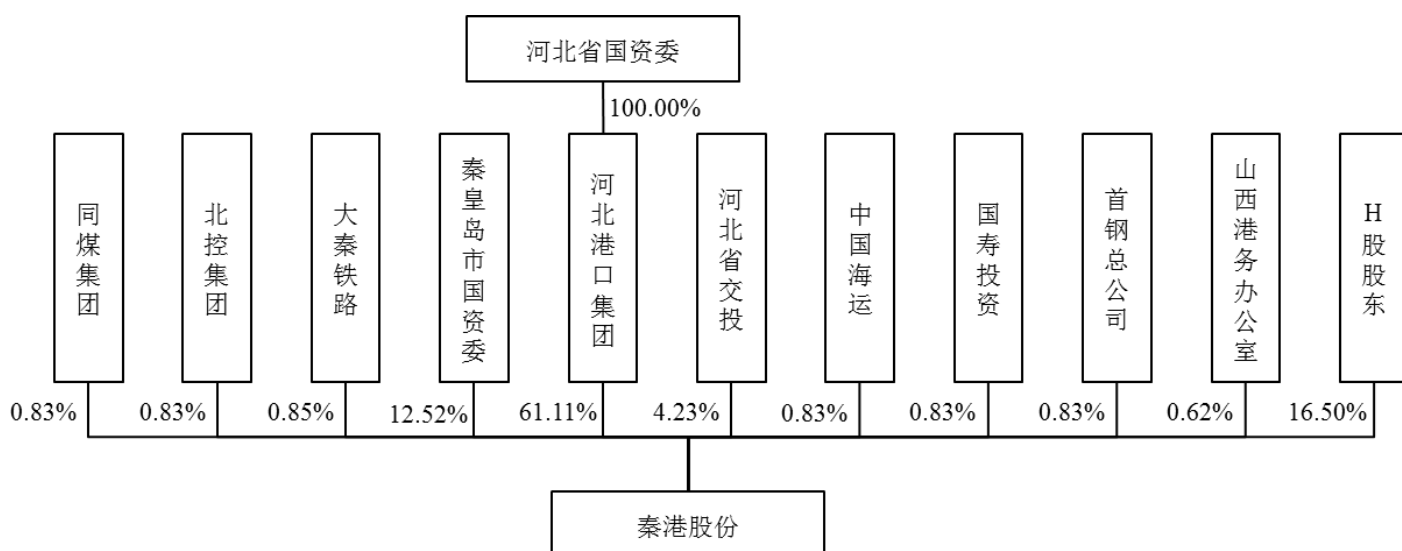 河北省国资委
100.00%
同煤集团
北控集团
大秦铁路
秦皇岛市国资委
河北港口集团
河北省交投
中国海运
国寿投资
首钢总公司
山西港务办公室
H股股东
0.83%
0.83%
0.85%
12.52%
61.11%
4.23%
0.83%
0.83%
0.83%
0.62%
16.50%
秦港股份